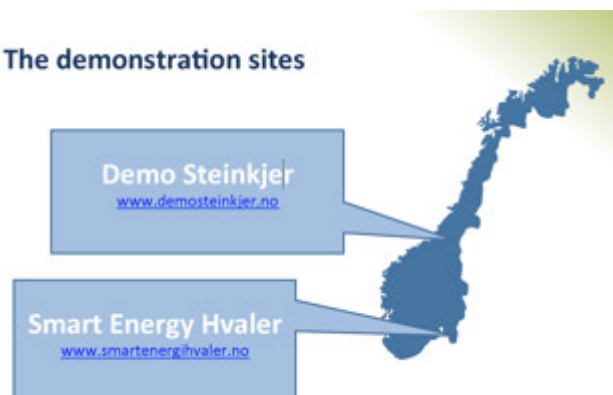 The demonstration sites
Demo Steinkjer
www.demosteinkjer.no
Smart Energy Hvaler
www.smartenergihvaler.no